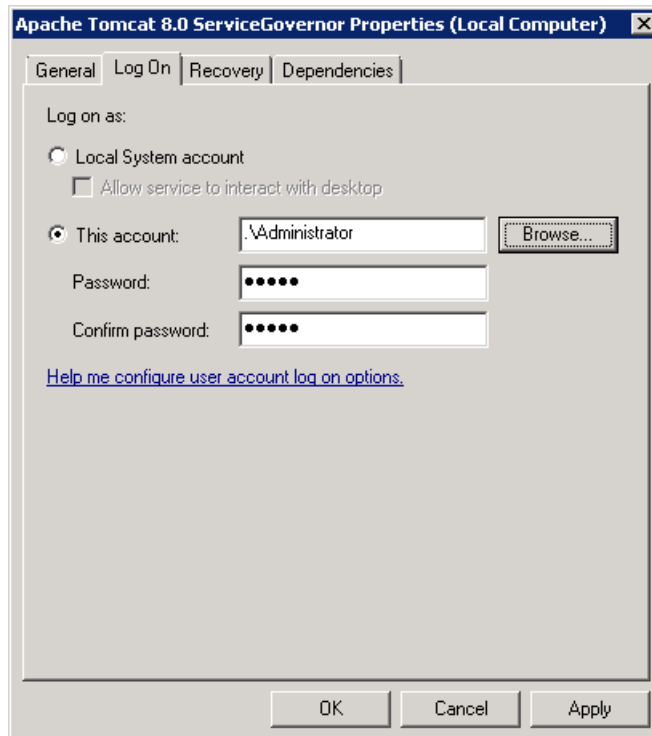 Apache Tomcat 8.0 ServiceGovernor Properties (Local Computer)
General Log On Recovery Dependencies
Log on as:
Local System account
Allow service to interact with desktop
This account: .\Administrator Browse...
Password: •••••
Confirm password: •••••
Help me configure user account log on options.
OK Cancel Apply